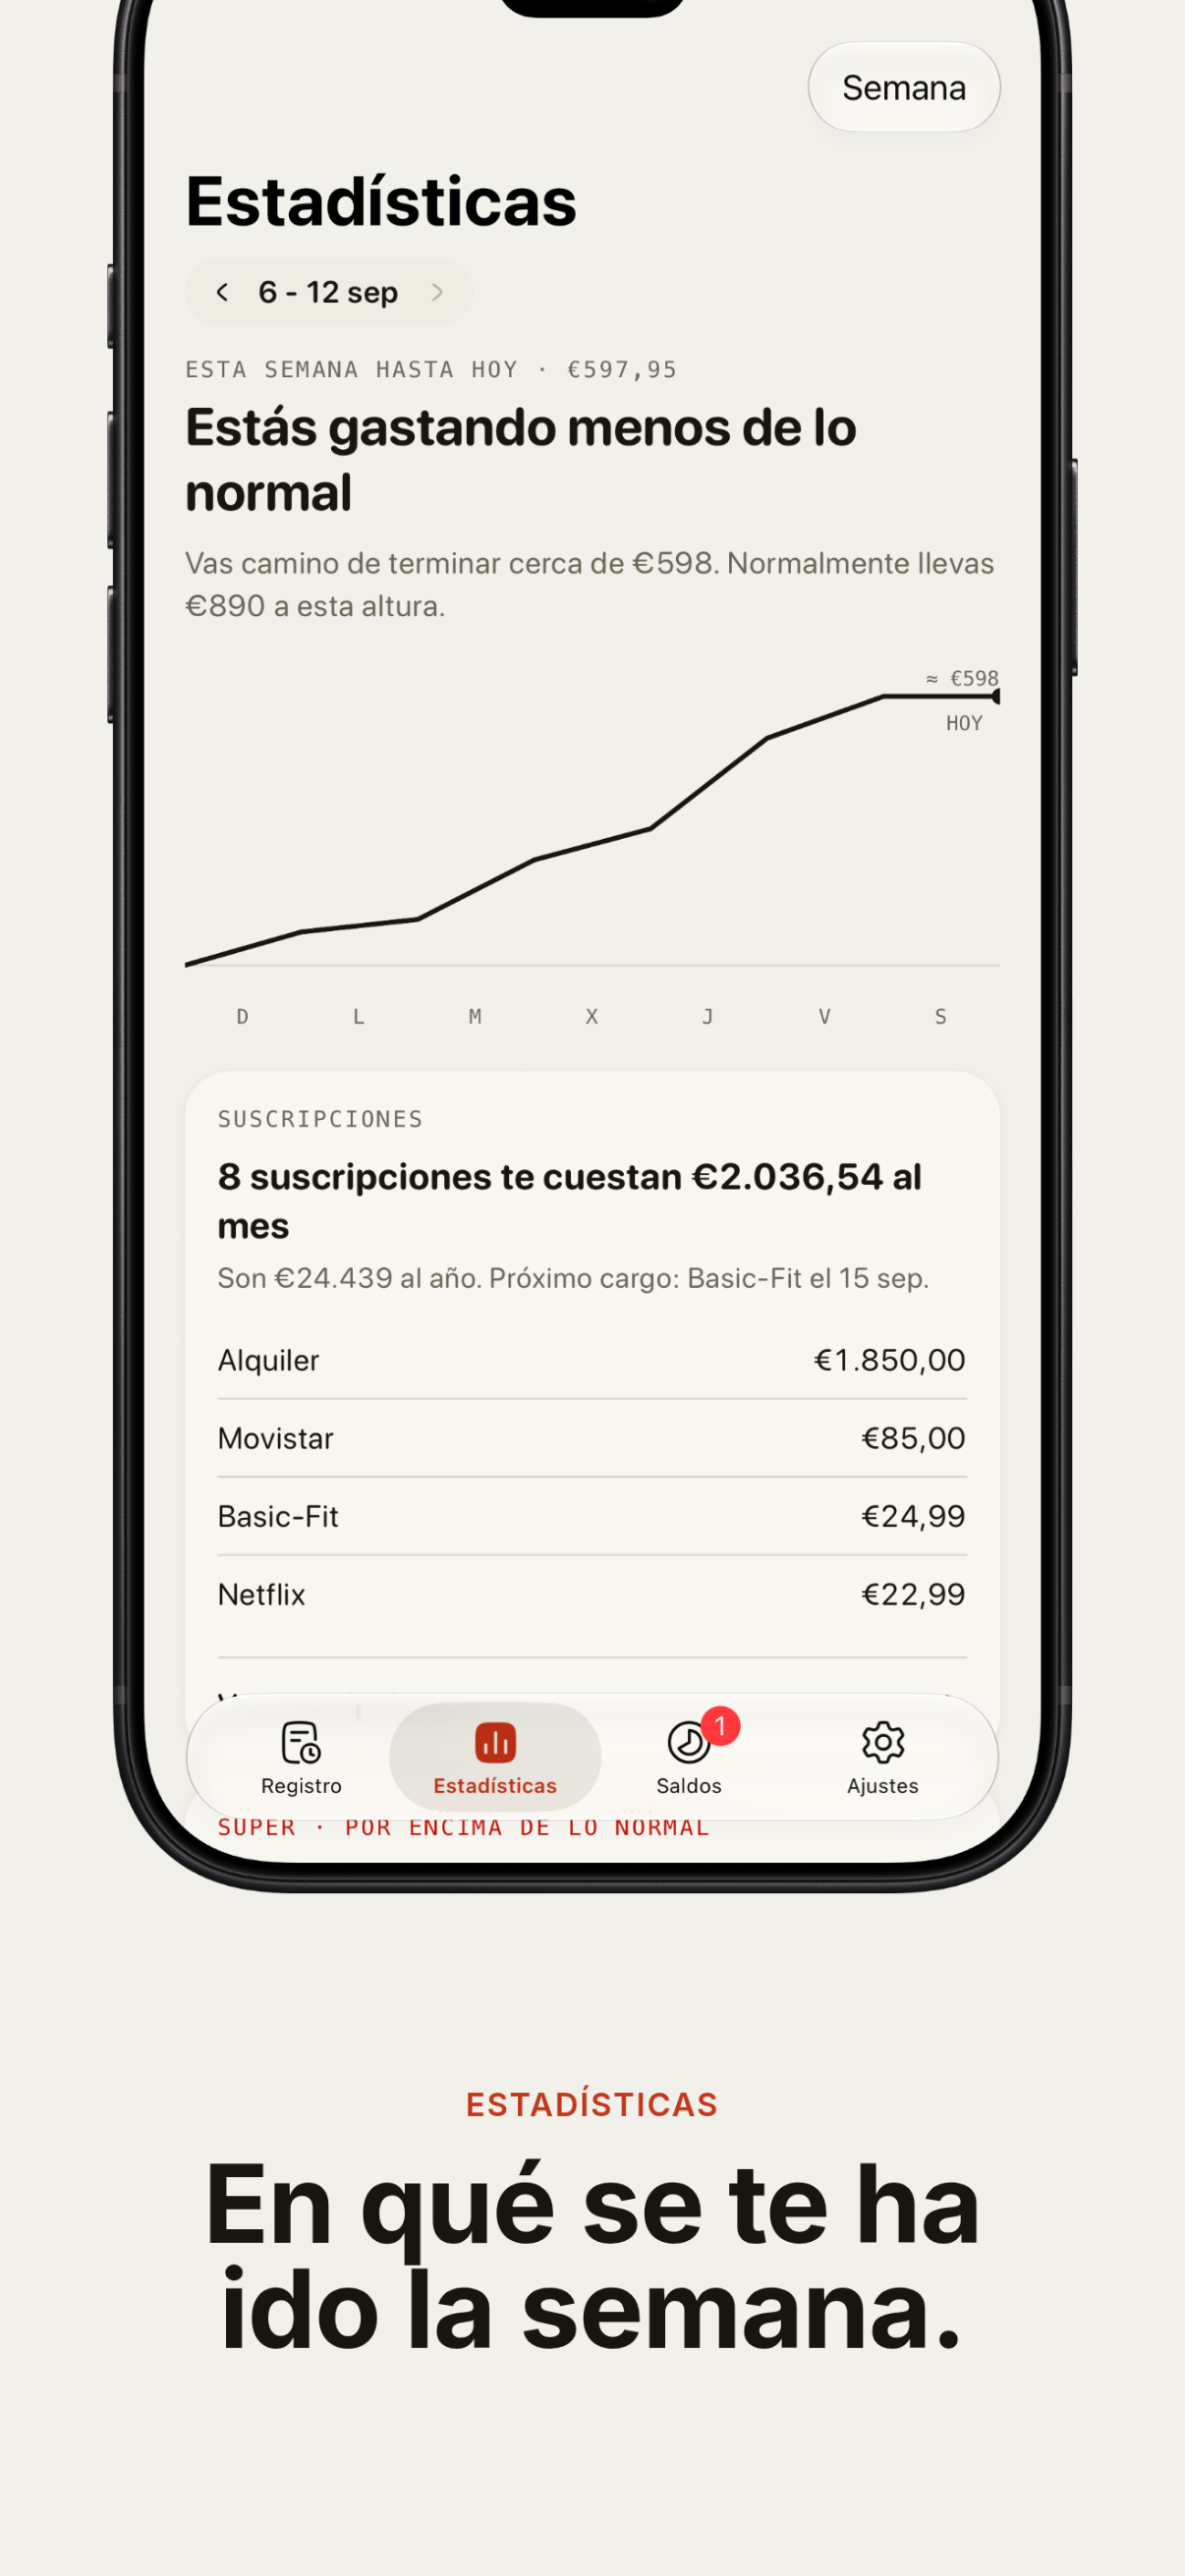 Semana
Estadísticas
6 - 12 sep
ESTA SEMANA HASTA HOY · €597,95
Estás gastando menos de lo
normal
Vas camino de terminar cerca de €598. Normalmente llevas
€890 a esta altura.
≈ €598
HOY
D L M X J V S
SUSCRIPCIONES
8 suscripciones te cuestan €2.036,54 al
mes
Son €24.439 al año. Próximo cargo: Basic-Fit el 15 sep.
Alquiler €1.850,00
Movistar €85,00
Basic-Fit €24,99
Netflix €22,99
1
Registro Estadísticas Saldos Ajustes
SUPER · POR ENCIMA DE LO NORMAL
ESTADÍSTICAS
En qué se te ha
ido la semana.